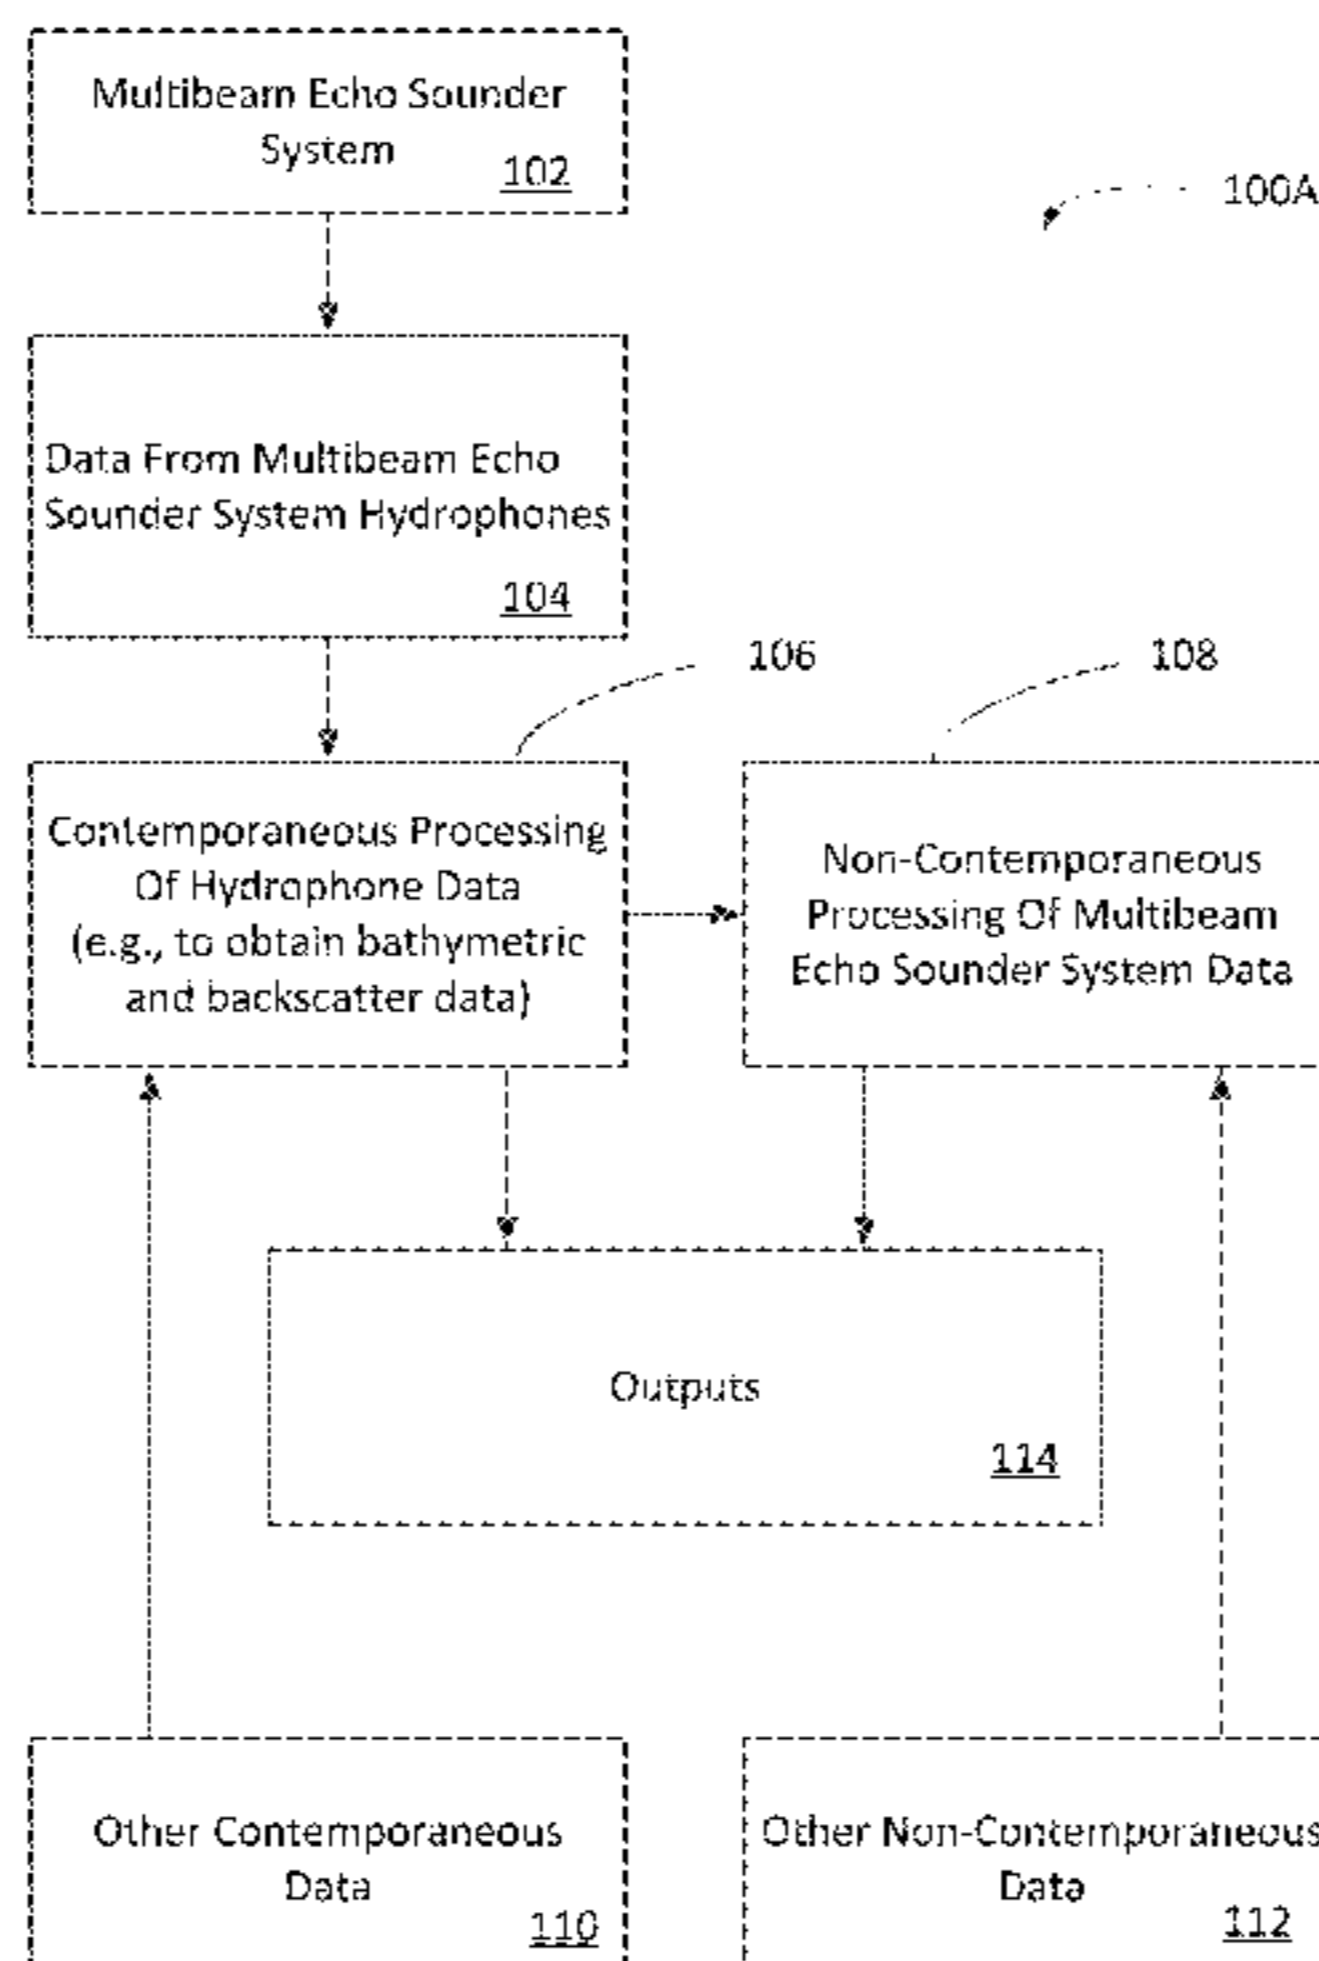 Multibeam Echo Sounder
System
102
100A
Data From Multibeam Echo
Sounder System Hydrophones
104
106
108
Contemporaneous Processing
Of Hydrophone Data
(e.g., to obtain bathymetric
and backscatter data)
Non-Contemporaneous
Processing Of Multibeam
Echo Sounder System Data
Outputs
114
Other Contemporaneous
Data
110
Other Non-Contemporaneous
Data
112